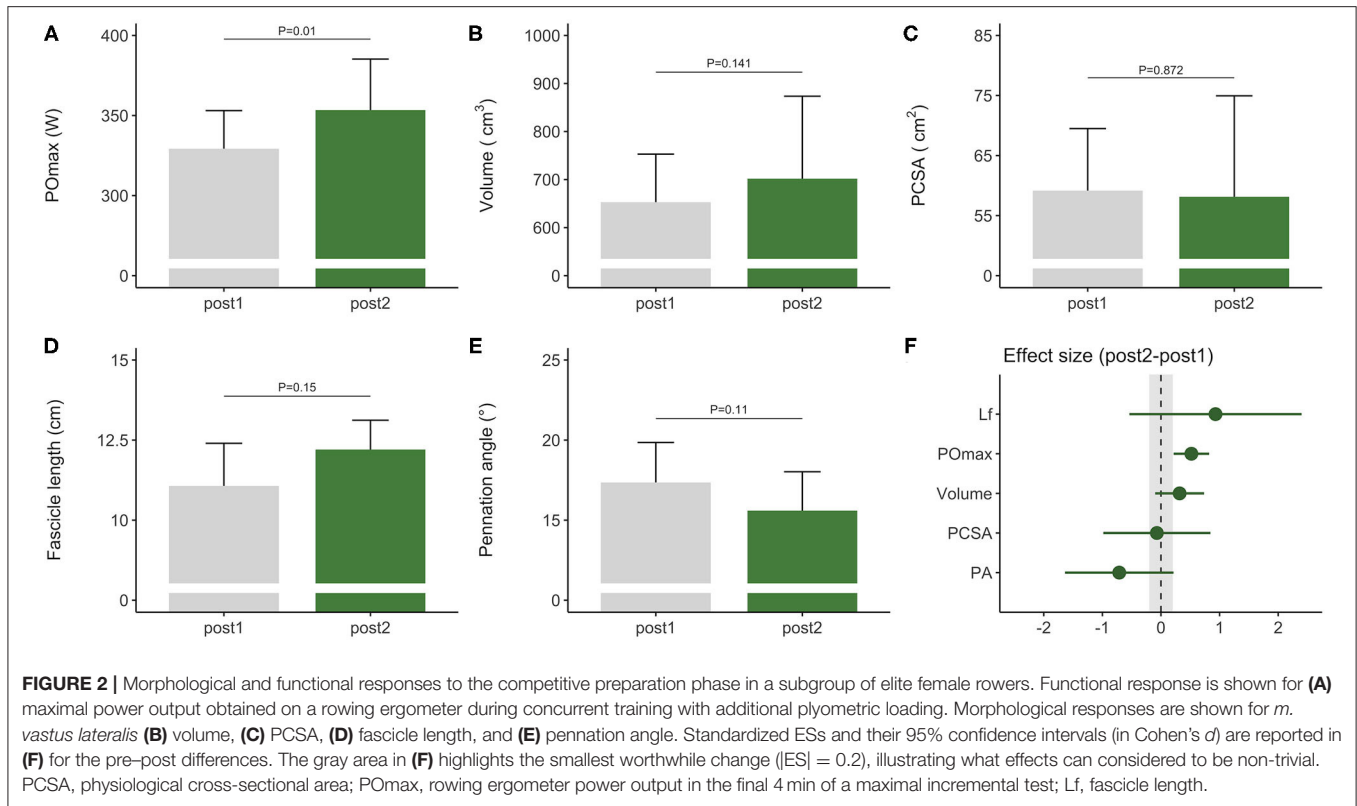 A
POmax (W)
400
350
300
0
P=0.01
post1
post2
B
Volume ( cm³)
1000
900
800
700
600
0
P=0.141
post1
post2
C
PCSA ( cm²)
85
75
65
55
0
P=0.872
post1
post2
D
Fascicle length (cm)
15
12.5
10
0
P=0.15
post1
post2
E
Pennation angle (°)
25
20
15
0
P=0.11
post1
post2
F
Effect size (post2-post1)
Lf
POmax
Volume
PCSA
PA
-2
-1
0
1
2
FIGURE 2 | Morphological and functional responses to the competitive preparation phase in a subgroup of elite female rowers. Functional response is shown for (A)
maximal power output obtained on a rowing ergometer during concurrent training with additional plyometric loading. Morphological responses are shown for m.
vastus lateralis (B) volume, (C) PCSA, (D) fascicle length, and (E) pennation angle. Standardized ESs and their 95% confidence intervals (in Cohen's d) are reported in
(F) for the pre–post differences. The gray area in (F) highlights the smallest worthwhile change (|ES| = 0.2), illustrating what effects can considered to be non-trivial.
PCSA, physiological cross-sectional area; POmax, rowing ergometer power output in the final 4 min of a maximal incremental test; Lf, fascicle length.